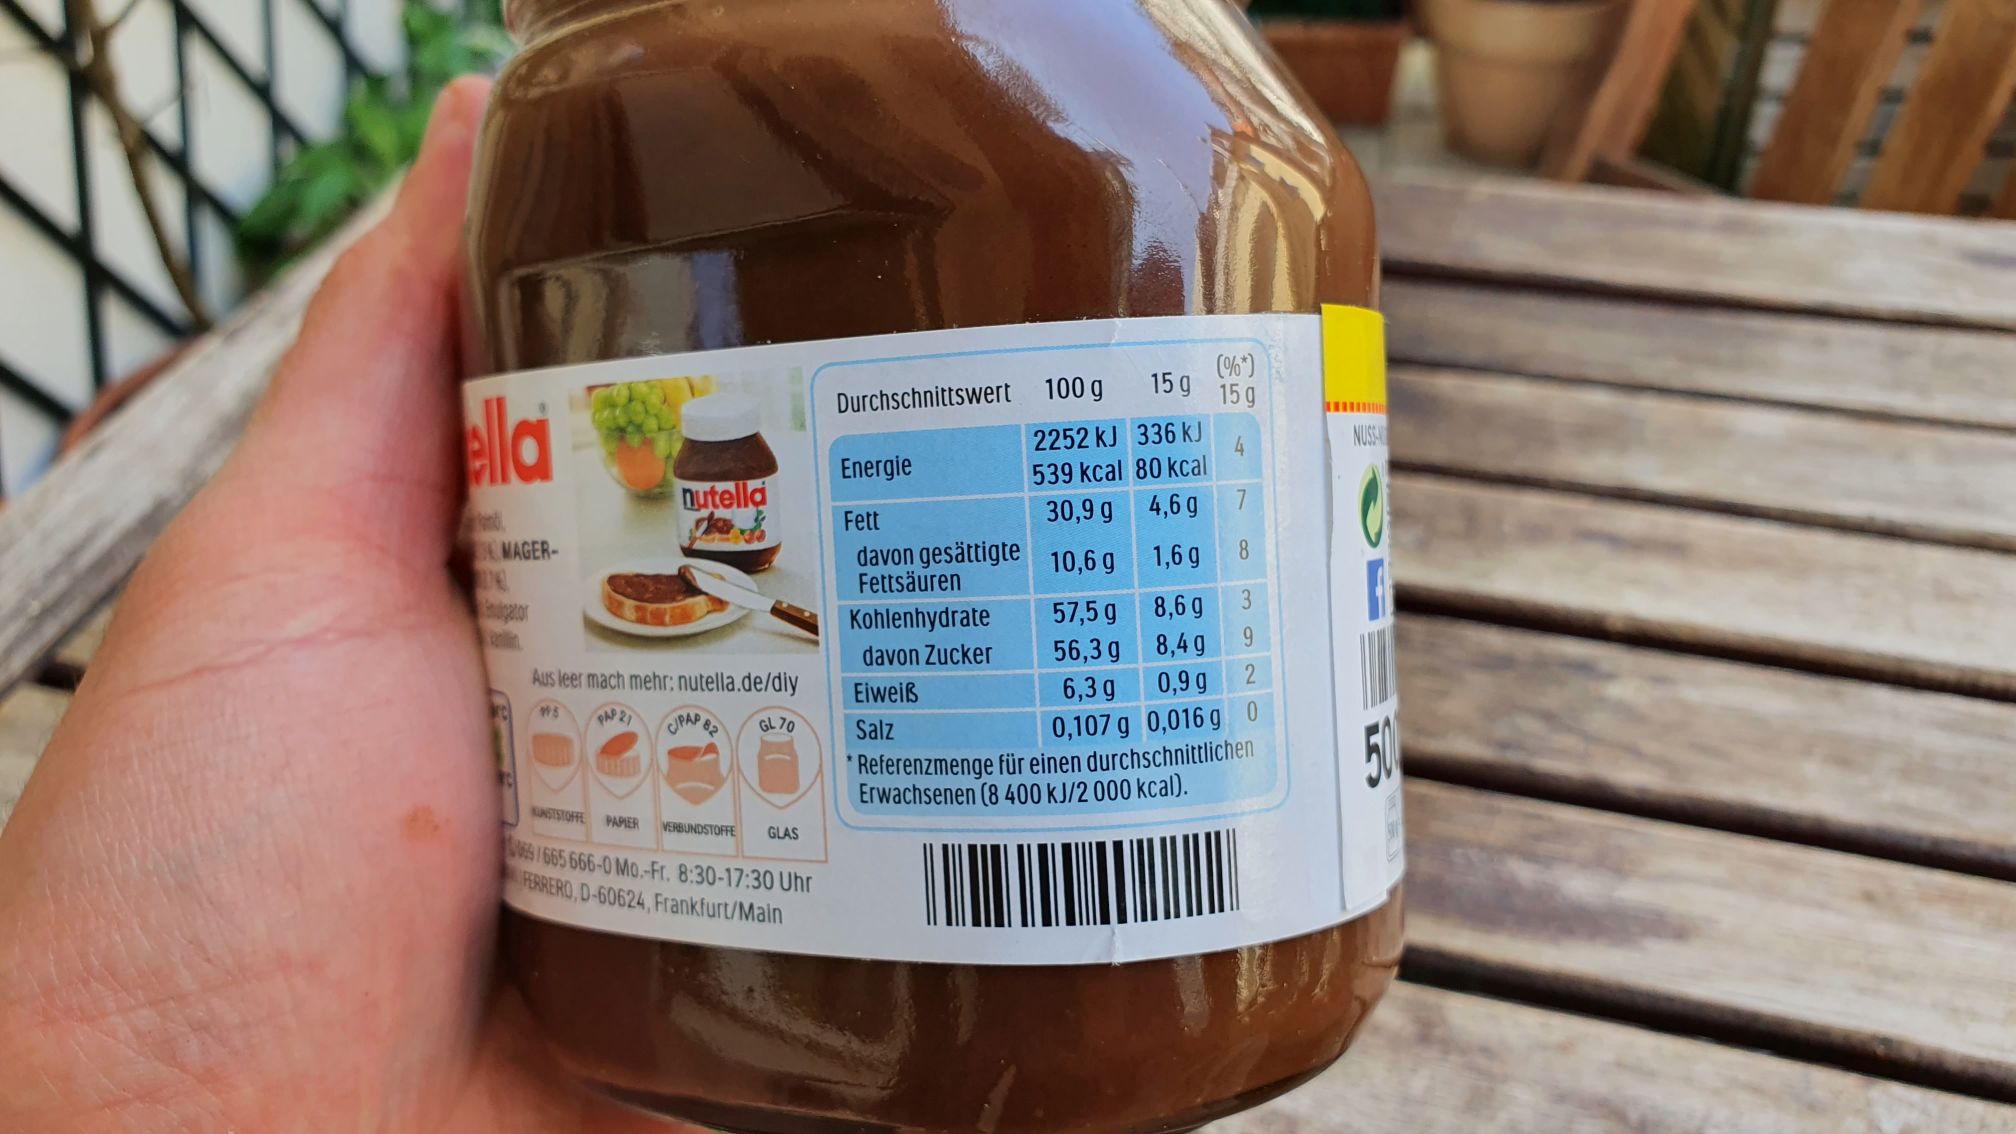 ella
MAGER-
Emulgator
Vanillin.
nutella
Aus leer mach mehr: nutella.de/diy
PP 5
PAP 21
C/PAP 82
GL 70
KUNSTSTOFFE
PAPIER
VERBUNDSTOFFE
GLAS
069 / 665 666-0 Mo.-Fr. 8:30-17:30 Uhr
FERRERO, D-60624, Frankfurt/Main
Durchschnittswert 100 g 15 g (%*) 15 g
Energie 2252 kJ 336 kJ 4
539 kcal 80 kcal
Fett 30,9 g 4,6 g 7
davon gesättigte
Fettsäuren 10,6 g 1,6 g 8
Kohlenhydrate 57,5 g 8,6 g 3
davon Zucker 56,3 g 8,4 g 9
Eiweiß 6,3 g 0,9 g 2
Salz 0,107 g 0,016 g 0
* Referenzmenge für einen durchschnittlichen
Erwachsenen (8 400 kJ/2 000 kcal).
NUSS-
f
500